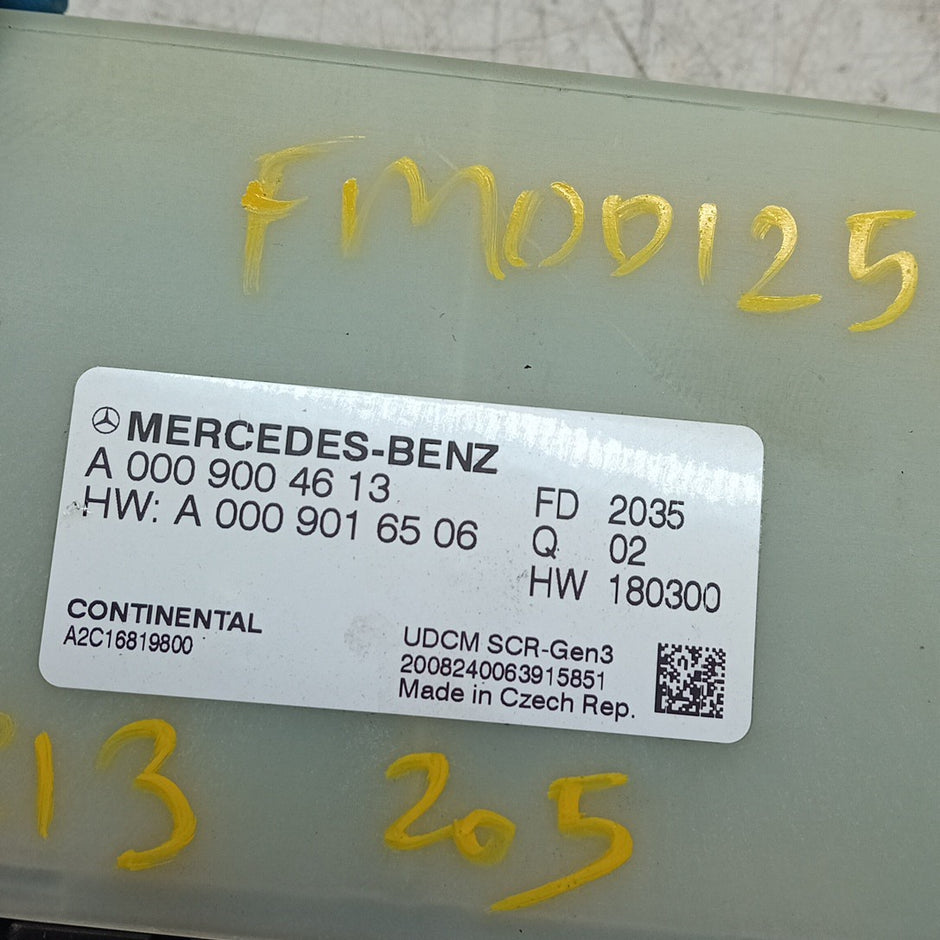 FM00125
MERCEDES-BENZ
A 000 900 46 13
HW: A 000 901 65 06
FD 2035
Q 02
HW 180300
CONTINENTAL
A2C16819800
UDCM SCR-Gen3
2008240063915851
Made in Czech Rep.
13 205